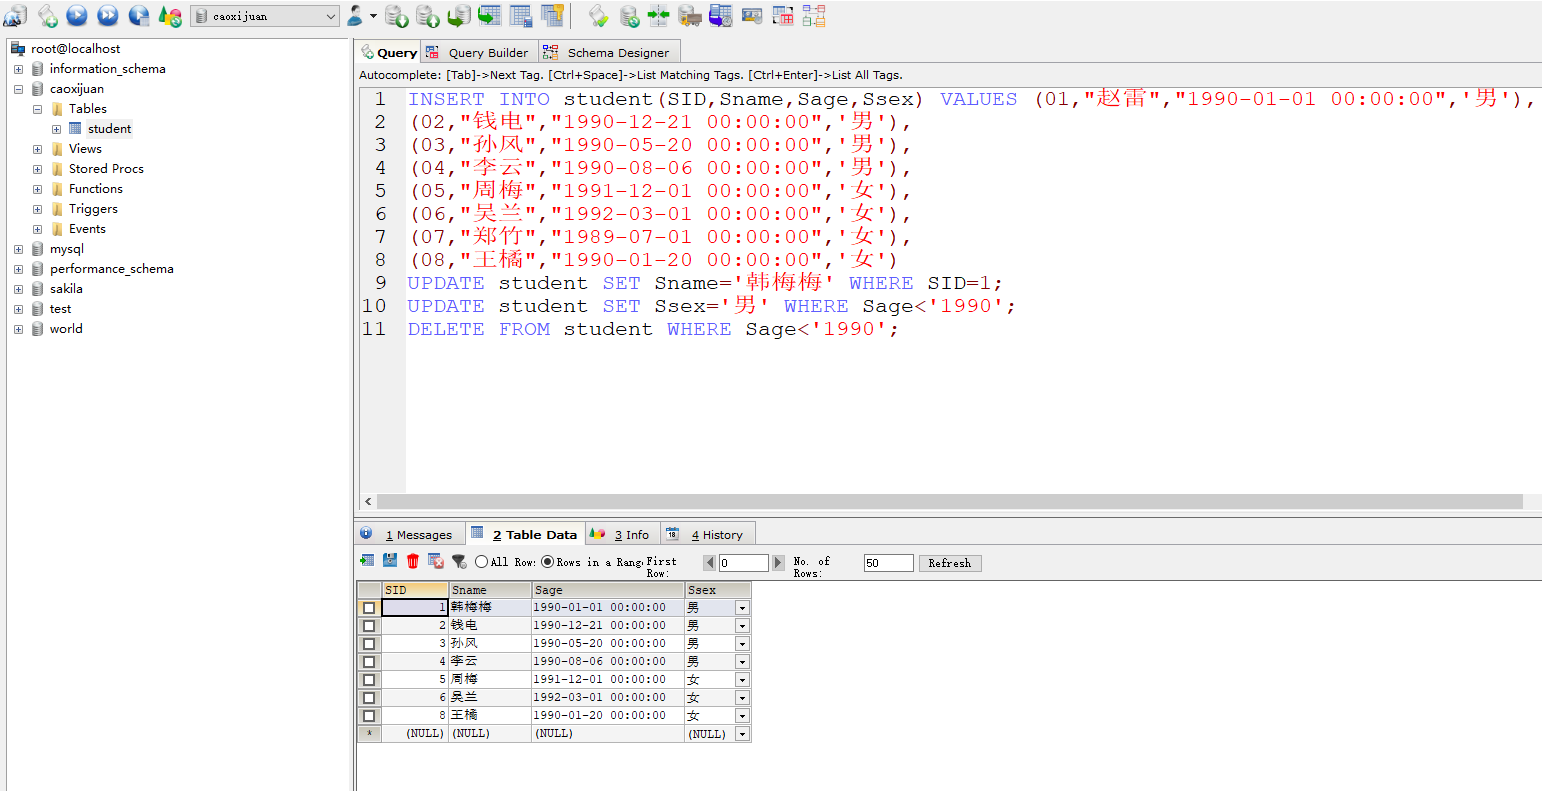 caoxijuan
root@localhost
information_schema
caoxijuan
Tables
student
Views
Stored Procs
Functions
Triggers
Events
mysql
performance_schema
sakila
test
world
Query Query Builder Schema Designer
Autocomplete: [Tab]->Next Tag. [Ctrl+Space]->List Matching Tags. [Ctrl+Enter]->List All Tags.
1 INSERT INTO student(SID,Sname,Sage,Ssex) VALUES (01,"赵雷","1990-01-01 00:00:00",'男'),
2 (02,"钱电","1990-12-21 00:00:00",'男'),
3 (03,"孙风","1990-05-20 00:00:00",'男'),
4 (04,"李云","1990-08-06 00:00:00",'男'),
5 (05,"周梅","1991-12-01 00:00:00",'女'),
6 (06,"吴兰","1992-03-01 00:00:00",'女'),
7 (07,"郑竹","1989-07-01 00:00:00",'女'),
8 (08,"王橘","1990-01-20 00:00:00",'女')
9 UPDATE student SET Sname='韩梅梅' WHERE SID=1;
10 UPDATE student SET Ssex='男' WHERE Sage<'1990';
11 DELETE FROM student WHERE Sage<'1990';
1 Messages 2 Table Data 3 Info 4 History
All Row: Rows in a Rang First Row: 0 No. of Rows: 50 Refresh
SID Sname Sage Ssex
1 韩梅梅 1990-01-01 00:00:00 男
2 钱电 1990-12-21 00:00:00 男
3 孙风 1990-05-20 00:00:00 男
4 李云 1990-08-06 00:00:00 男
5 周梅 1991-12-01 00:00:00 女
6 吴兰 1992-03-01 00:00:00 女
8 王橘 1990-01-20 00:00:00 女
* (NULL) (NULL) (NULL) (NULL)